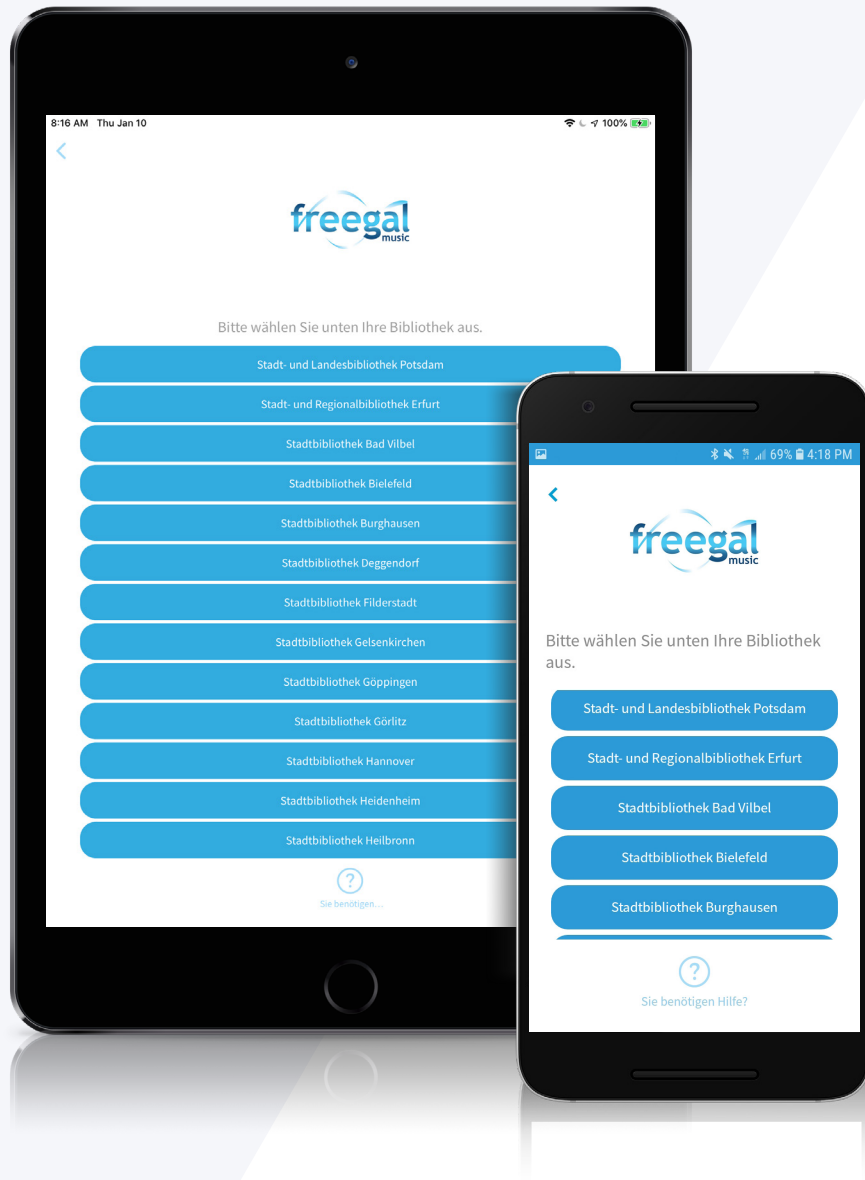 8:16 AM Thu Jan 10
100%
freegal
music
Bitte wählen Sie unten Ihre Bibliothek aus.
Stadt- und Landesbibliothek Potsdam
Stadt- und Regionalbibliothek Erfurt
Stadtbibliothek Bad Vilbel
Stadtbibliothek Bielefeld
Stadtbibliothek Burghausen
Stadtbibliothek Deggendorf
Stadtbibliothek Filderstadt
Stadtbibliothek Gelsenkirchen
Stadtbibliothek Göppingen
Stadtbibliothek Görlitz
Stadtbibliothek Hannover
Stadtbibliothek Heidenheim
Stadtbibliothek Heilbronn
?
Sie benötigen...
69% 4:18 PM
freegal
music
Bitte wählen Sie unten Ihre Bibliothek
aus.
Stadt- und Landesbibliothek Potsdam
Stadt- und Regionalbibliothek Erfurt
Stadtbibliothek Bad Vilbel
Stadtbibliothek Bielefeld
Stadtbibliothek Burghausen
?
Sie benötigen Hilfe?